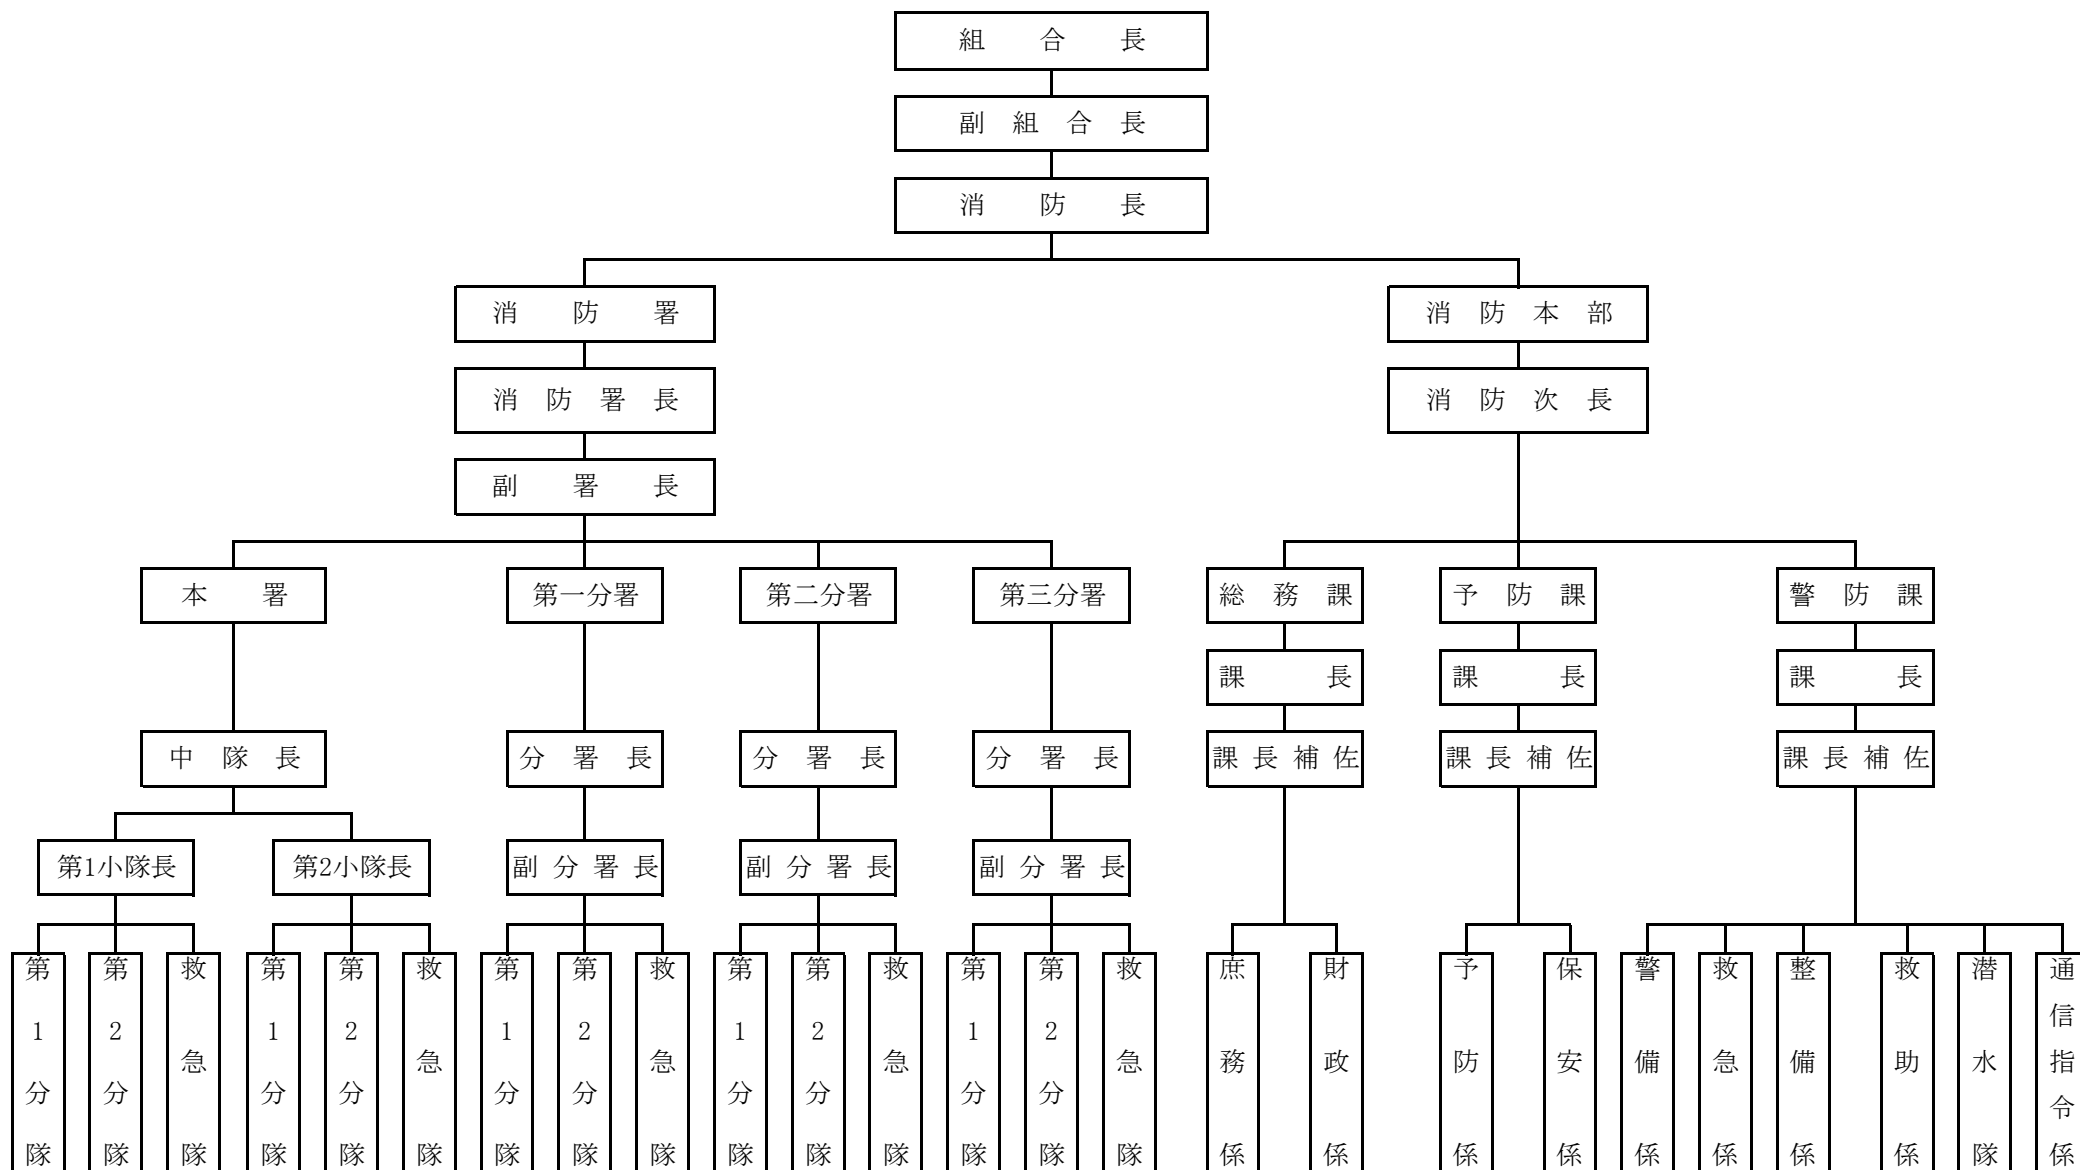 組合長
副組合長
消防長
消防署
消防本部
消防署長
消防次長
副署長
本署
第一分署
第二分署
第三分署
総務課
予防課
警防課
課長
課長
課長
中隊長
分署長
分署長
分署長
課長補佐
課長補佐
課長補佐
第1小隊長
第2小隊長
副分署長
副分署長
副分署長
第1分隊
第2分隊
救急隊
第1分隊
第2分隊
救急隊
第1分隊
第2分隊
救急隊
第1分隊
第2分隊
救急隊
第1分隊
第2分隊
救急隊
庶務係
財政係
予防係
保安係
警備係
救急係
整備係
救助係
潜水隊
通信指令係